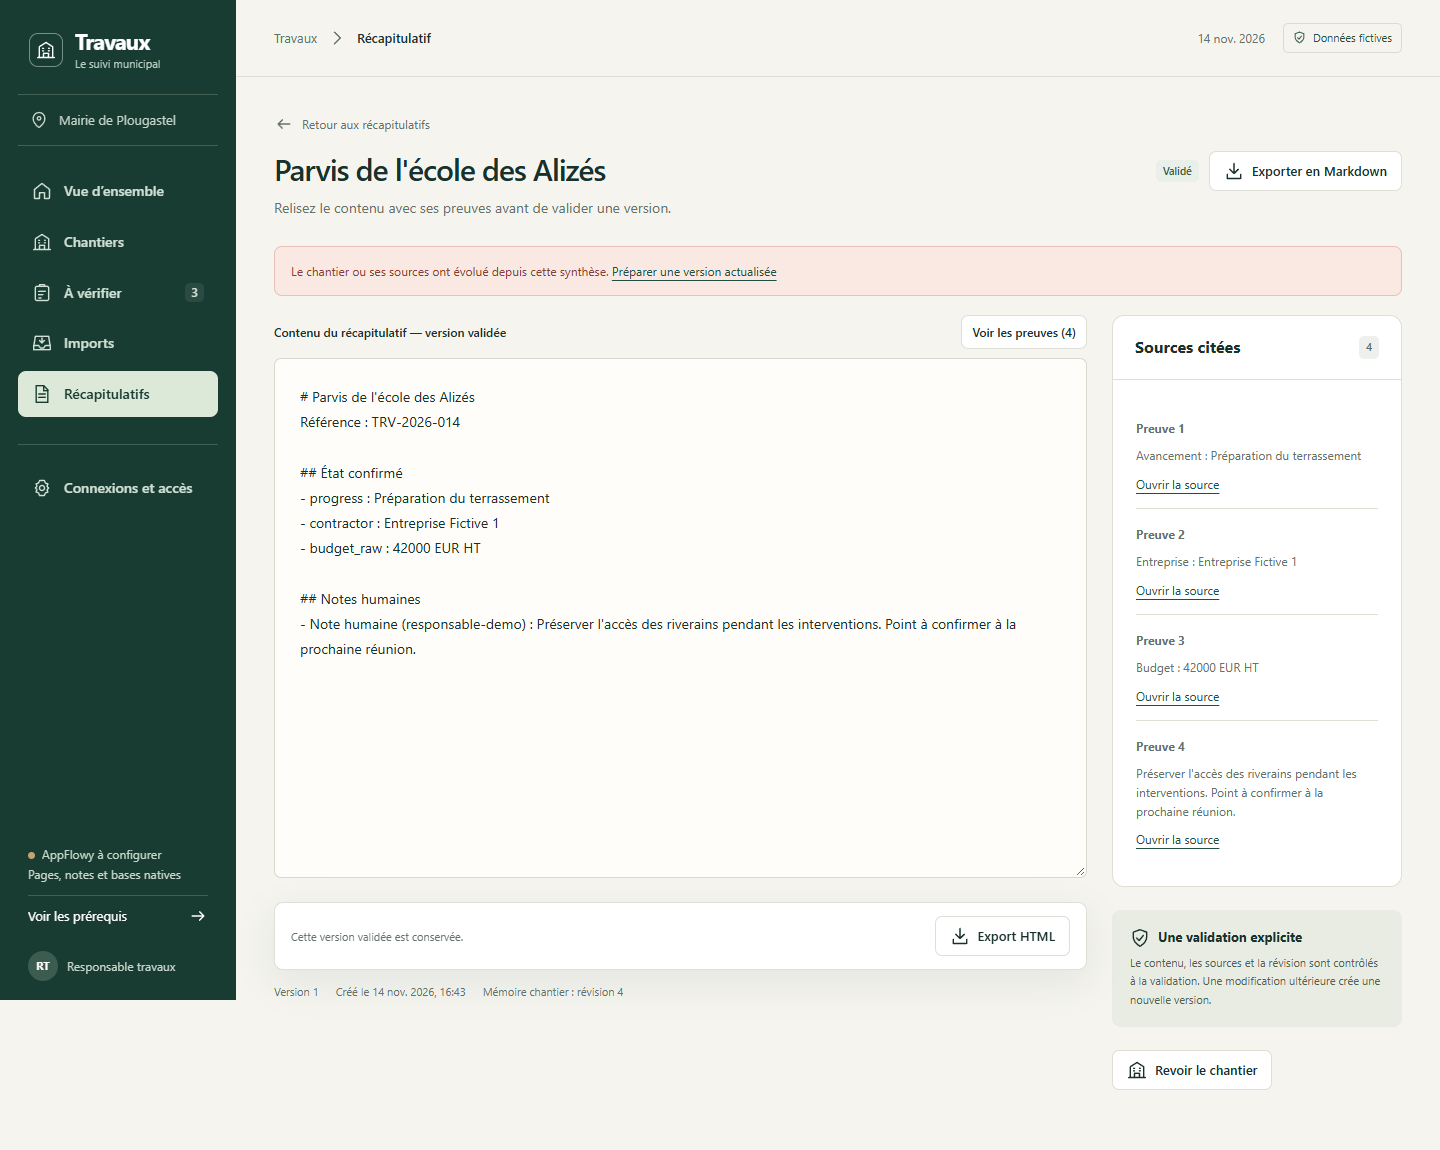 Travaux
Le suivi municipal
Mairie de Plougastel
Vue d’ensemble
Chantiers
À vérifier
3
Imports
Récapitulatifs
Connexions et accès
AppFlowy à configurer
Pages, notes et bases natives
Voir les prérequis
RT
Responsable travaux
Travaux
Récapitulatif
14 nov. 2026
Données fictives
Retour aux récapitulatifs
Parvis de l'école des Alizés
Validé
Exporter en Markdown
Relisez le contenu avec ses preuves avant de valider une version.
Le chantier ou ses sources ont évolué depuis cette synthèse. Préparer une version actualisée
Contenu du récapitulatif — version validée
Voir les preuves (4)
# Parvis de l'école des Alizés
Référence : TRV-2026-014
## État confirmé
- progress : Préparation du terrassement
- contractor : Entreprise Fictive 1
- budget_raw : 42000 EUR HT
## Notes humaines
- Note humaine (responsable-demo) : Préserver l'accès des riverains pendant les interventions. Point à confirmer à la
prochaine réunion.
Cette version validée est conservée.
Export HTML
Version 1
Créé le 14 nov. 2026, 16:43
Mémoire chantier : révision 4
Sources citées
4
Preuve 1
Avancement : Préparation du terrassement
Ouvrir la source
Preuve 2
Entreprise : Entreprise Fictive 1
Ouvrir la source
Preuve 3
Budget : 42000 EUR HT
Ouvrir la source
Preuve 4
Préserver l'accès des riverains pendant les
interventions. Point à confirmer à la
prochaine réunion.
Ouvrir la source
Une validation explicite
Le contenu, les sources et la révision sont contrôlés
à la validation. Une modification ultérieure crée une
nouvelle version.
Revoir le chantier